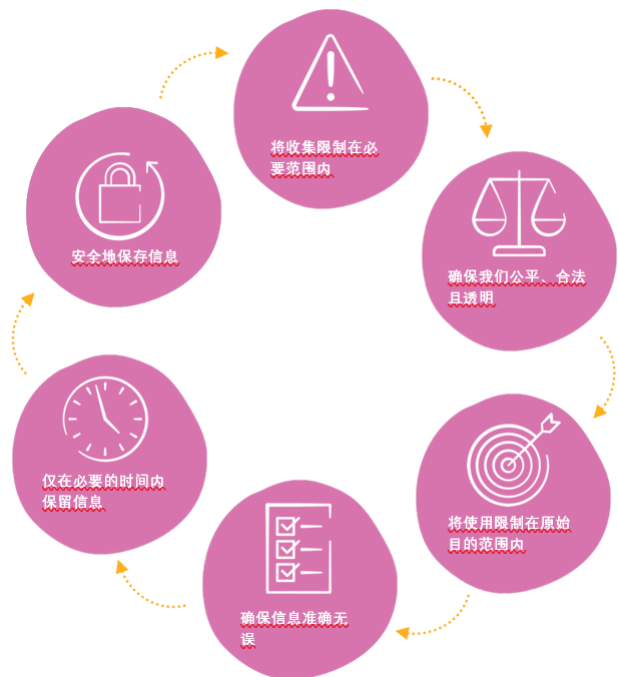 将收集限制在必
要范围内
确保我们公平、合法
且透明
将使用限制在原始
目的范围内
确保信息准确无
误
仅在必要的时间内
保留信息
安全地保存信息